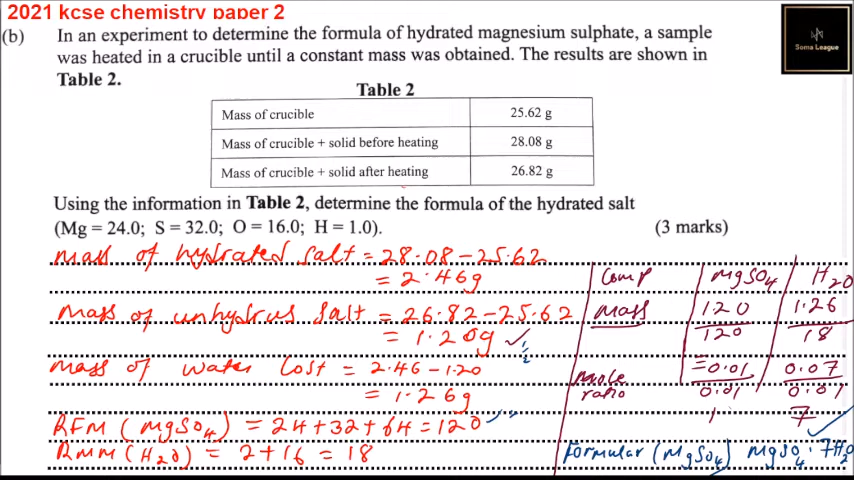 2021 kcse chemistry paper 2
(b) In an experiment to determine the formula of hydrated magnesium sulphate, a sample
was heated in a crucible until a constant mass was obtained. The results are shown in
Table 2.
Soma League
Table 2
Mass of crucible 25.62 g
Mass of crucible + solid before heating 28.08 g
Mass of crucible + solid after heating 26.82 g
Using the information in Table 2, determine the formula of the hydrated salt
(Mg = 24.0; S = 32.0; O = 16.0; H = 1.0). (3 marks)
mass of hydrated salt = 28.08 - 25.62
= 2.46g
mass of unhydrus salt = 26.82 - 25.62
= 1.20g ✓ 1/2
mass of water lost = 2.46 - 1.20
= 1.26g
RFM (MgSO4) = 24 + 32 + 64 = 120
RMM (H2O) = 2 + 16 = 18
Comp MgSO4 H2O
mass 120 1.26
120 18
= 0.01 0.07
mole ratio 0.01 0.01
1 7
Formular (MgSO4) MgSO4.7H2O